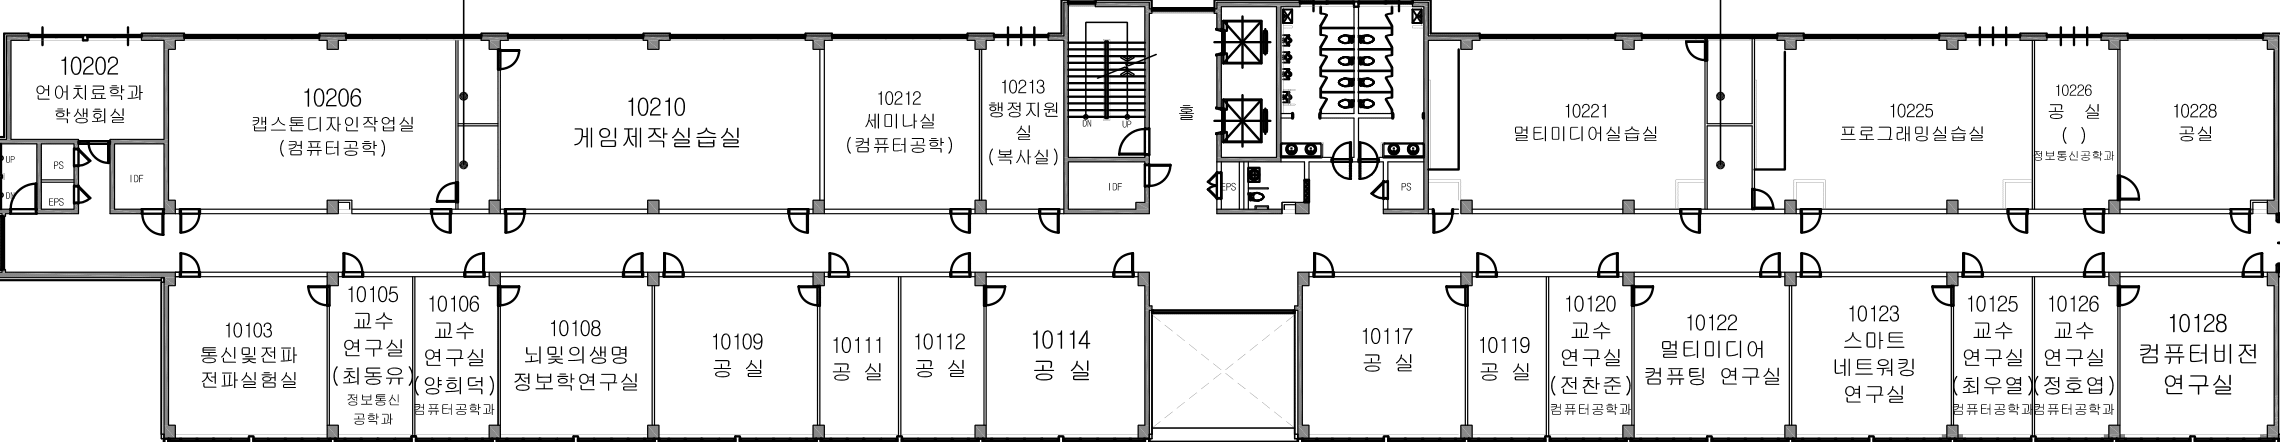 10202
언어치료학과
학생회실
UP
DN
PS
EPS
IDF
10206
캡스톤디자인작업실
(컴퓨터공학)
10210
게임제작실습실
10212
세미나실
(컴퓨터공학)
10213
행정지원
실
(복사실)
DN
UP
IDF
홀
EPS
PS
10221
멀티미디어실습실
10225
프로그래밍실습실
10226
공 실
( )
정보통신공학과
10228
공실
10103
통신및전파
전파실험실
10105
교수
연구실
(최동유)
정보통신
공학과
10106
교수
연구실
(양희덕)
컴퓨터공학과
10108
뇌및의생명
정보학연구실
10109
공 실
10111
공 실
10112
공 실
10114
공 실
10117
공 실
10119
공 실
10120
교수
연구실
(전찬준)
컴퓨터공학과
10122
멀티미디어
컴퓨팅 연구실
10123
스마트
네트워킹
연구실
10125
교수
연구실
(최우열)
컴퓨터공학과
10126
교수
연구실
(정호엽)
컴퓨터공학과
10128
컴퓨터비전
연구실